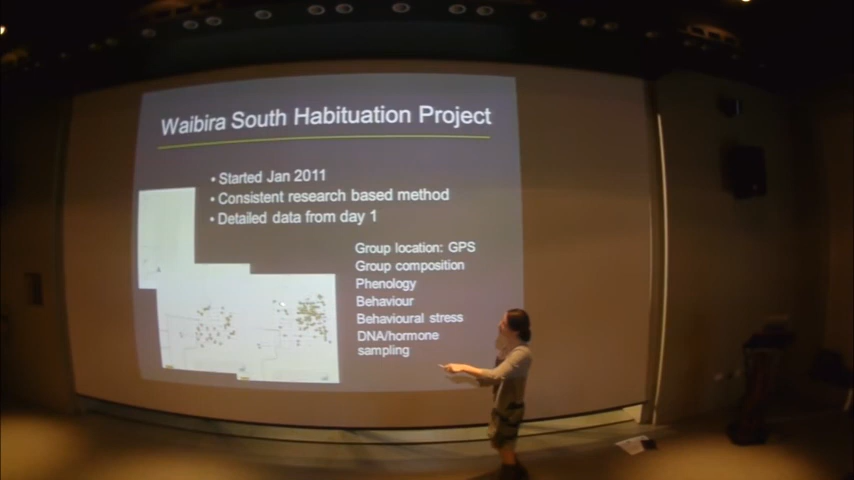 Waibira South Habituation Project
• Started Jan 2011
• Consistent research based method
• Detailed data from day 1
Group location: GPS
Group composition
Phenology
Behaviour
Behavioural stress
DNA/hormone
sampling